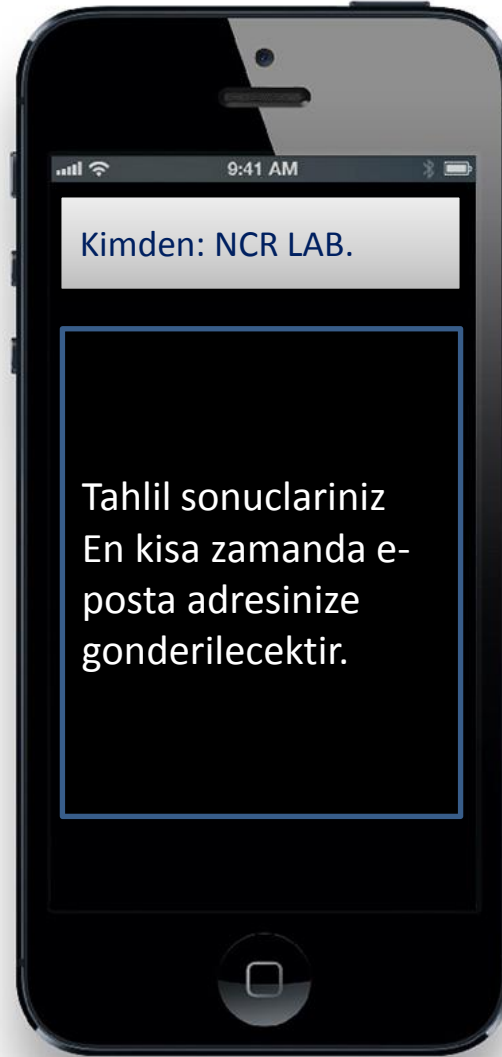 9:41 AM
Kimden: NCR LAB.
Tahlil sonuclariniz
En kisa zamanda e-
posta adresinize
gonderilecektir.